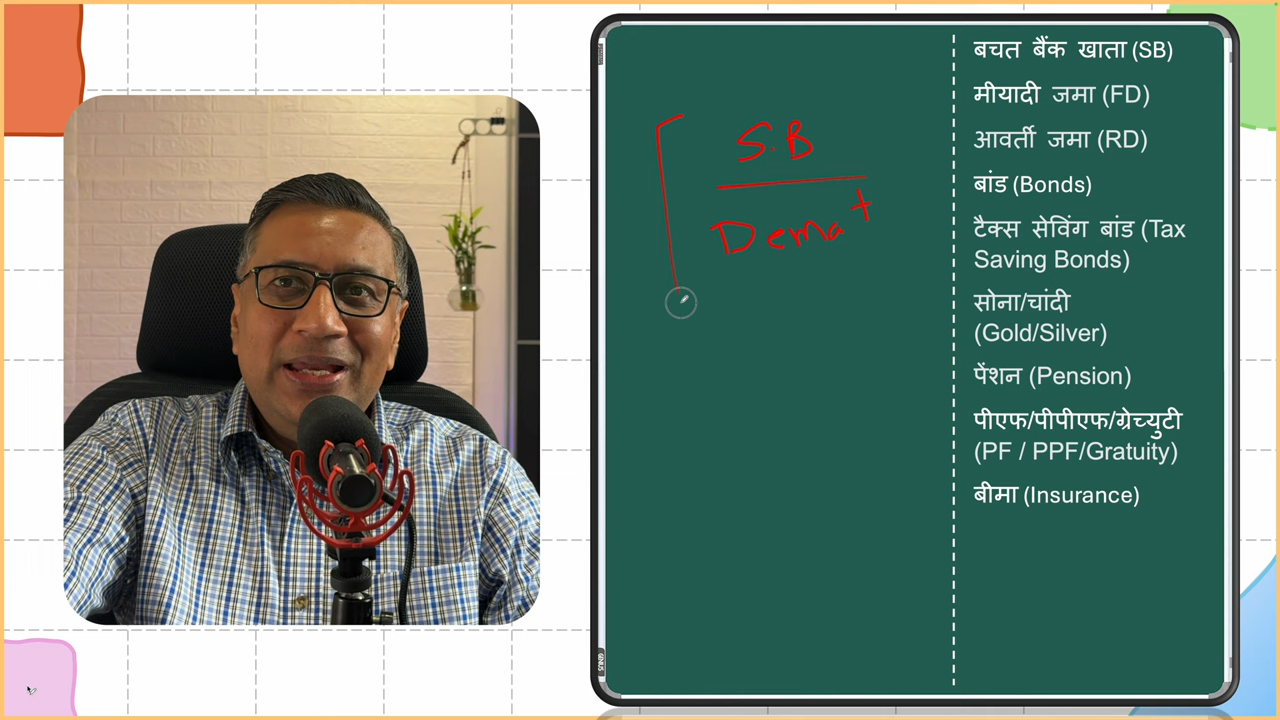 S.B
Demat
बचत बैंक खाता (SB)
मीयादी जमा (FD)
आवर्ती जमा (RD)
बांड (Bonds)
टैक्स सेविंग बांड (Tax
Saving Bonds)
सोना/चांदी
(Gold/Silver)
पेंशन (Pension)
पीएफ/पीपीएफ/ग्रेच्युटी
(PF / PPF/Gratuity)
बीमा (Insurance)